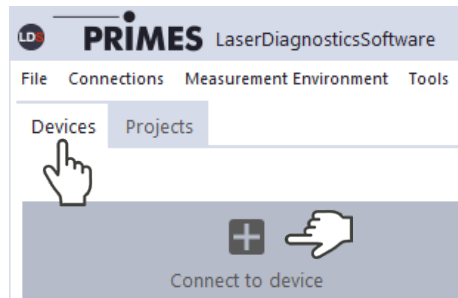 LDS PRIMES LaserDiagnosticsSoftware
File Connections Measurement Environment Tools
Devices Projects
Connect to device